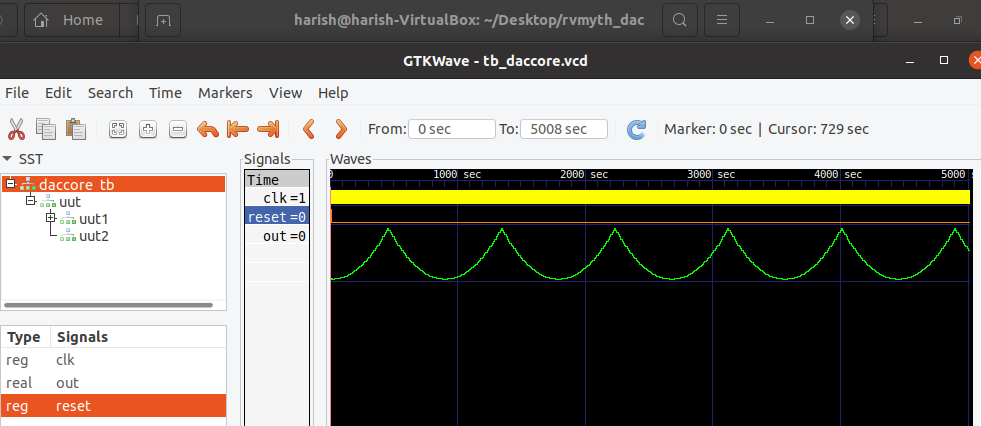 Home
harish@harish-VirtualBox: ~/Desktop/rvmyth_dac
GTKWave - tb_daccore.vcd
File Edit Search Time Markers View Help
From: 0 sec To: 5008 sec Marker: 0 sec | Cursor: 729 sec
SST
Signals
Waves
daccore_tb
uut
uut1
uut2
Time
clk=1
reset=0
out=0
0 1000 sec 2000 sec 3000 sec 4000 sec 5000
Type Signals
reg clk
real out
reg reset